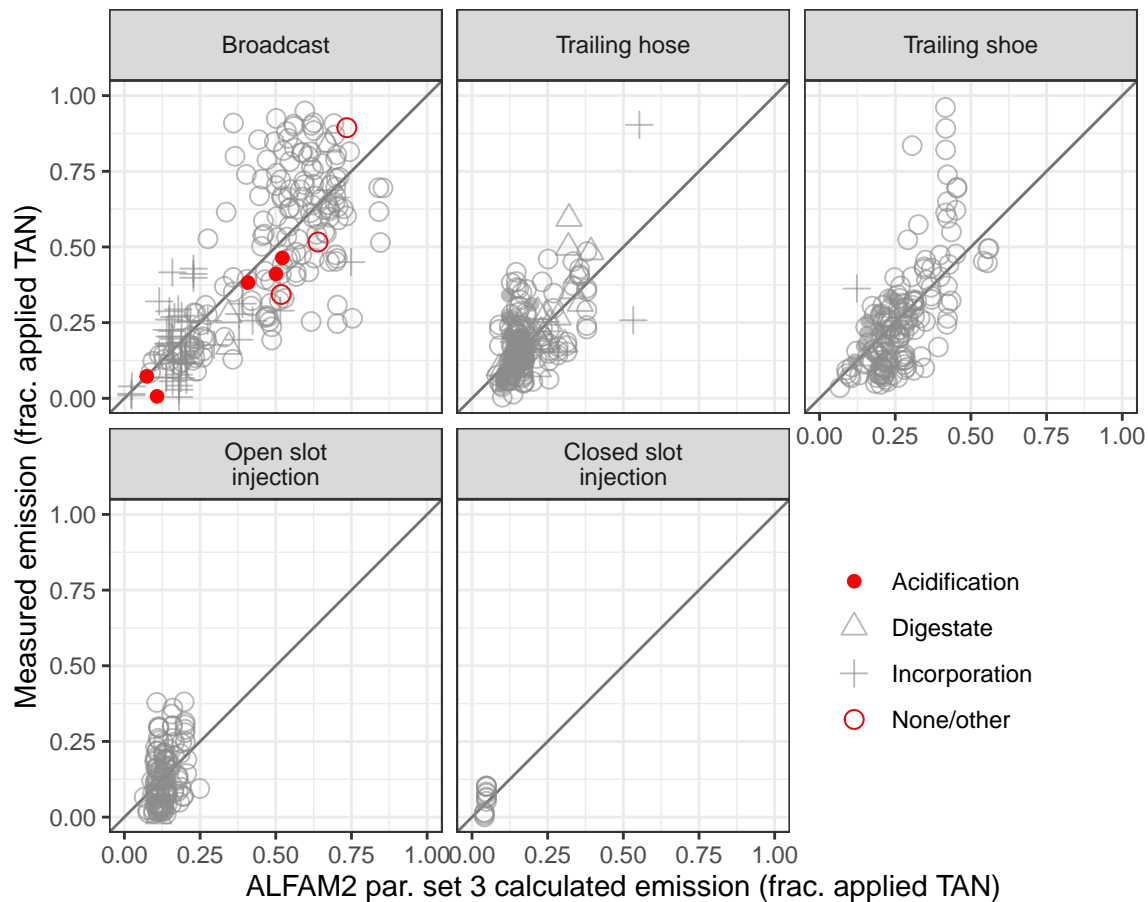 Broadcast
Trailing hose
Trailing shoe
1.00
0.75
0.50
0.25
0.00
0.00 0.25 0.50 0.75 1.00
Open slot
injection
Closed slot
injection
1.00
0.75
0.50
0.25
0.00
0.00 0.25 0.50 0.75 1.00
0.00 0.25 0.50 0.75 1.00
Measured emission (frac. applied TAN)
ALFAM2 par. set 3 calculated emission (frac. applied TAN)
Acidification
Digestate
Incorporation
None/other